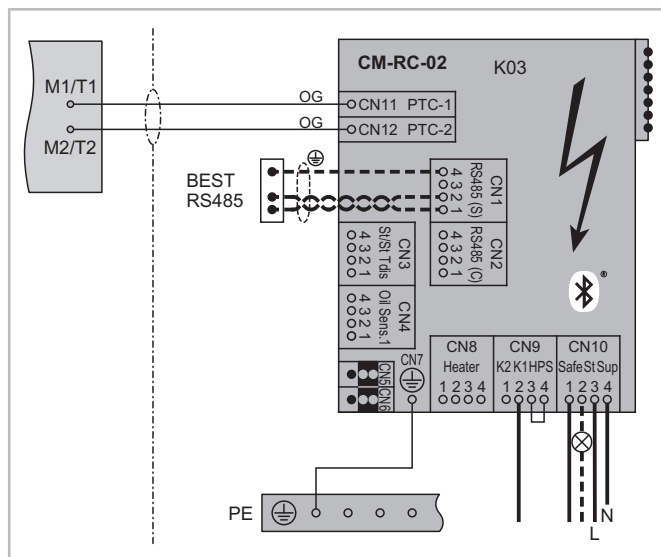 CM-RC-02
K03
M1/T1
OG
CN11 PTC-1
OG
CN12 PTC-2
M2/T2
BEST
RS485
4 3 2 1
RS485 (S)
CN1
4 3 2 1
St/St Tdis
CN3
4 3 2 1
RS485 (C)
CN2
4 3 2 1
Oil Sens.1
CN4
CN5
CN6
CN7
CN8
Heater
1 2 3 4
CN9
K2 K1 HPS
1 2 3 4
CN10
Safe St Sup
1 2 3 4
®
PE
L
N